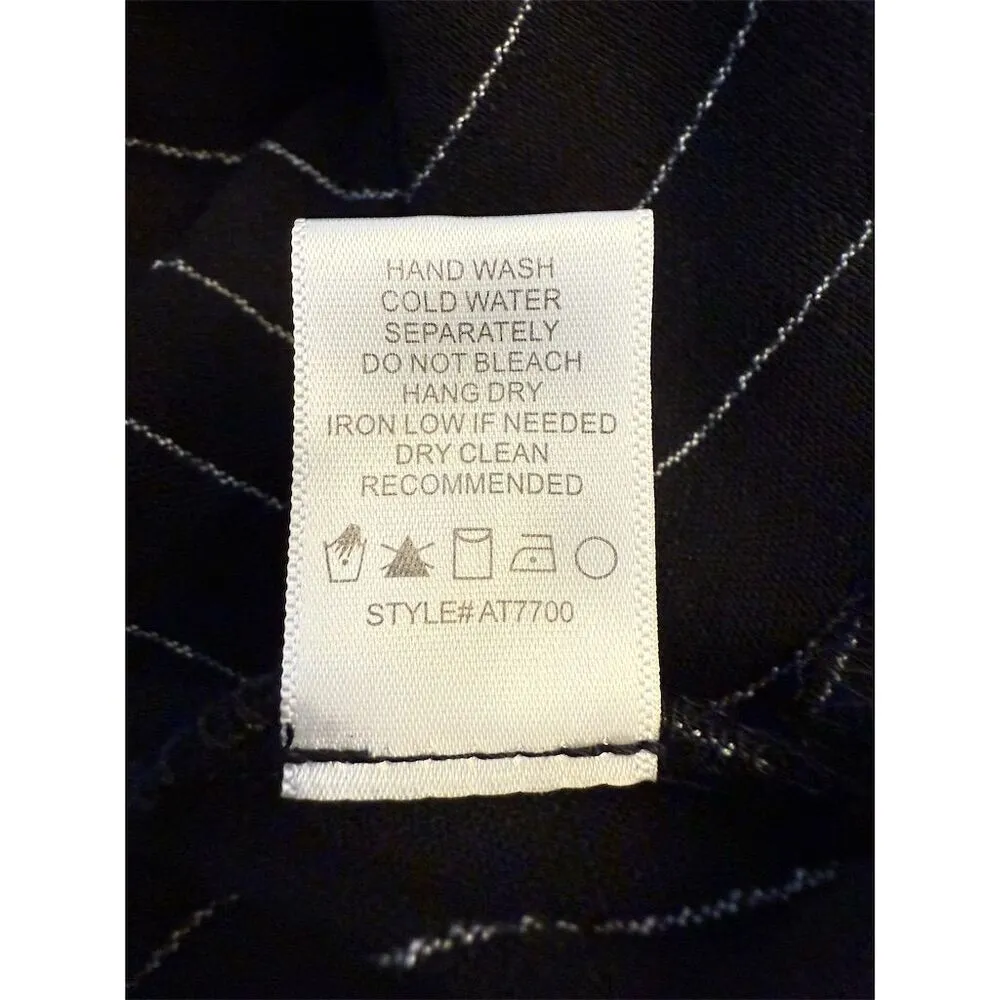 HAND WASH
COLD WATER
SEPARATELY
DO NOT BLEACH
HANG DRY
IRON LOW IF NEEDED
DRY CLEAN
RECOMMENDED
STYLE# AT7700